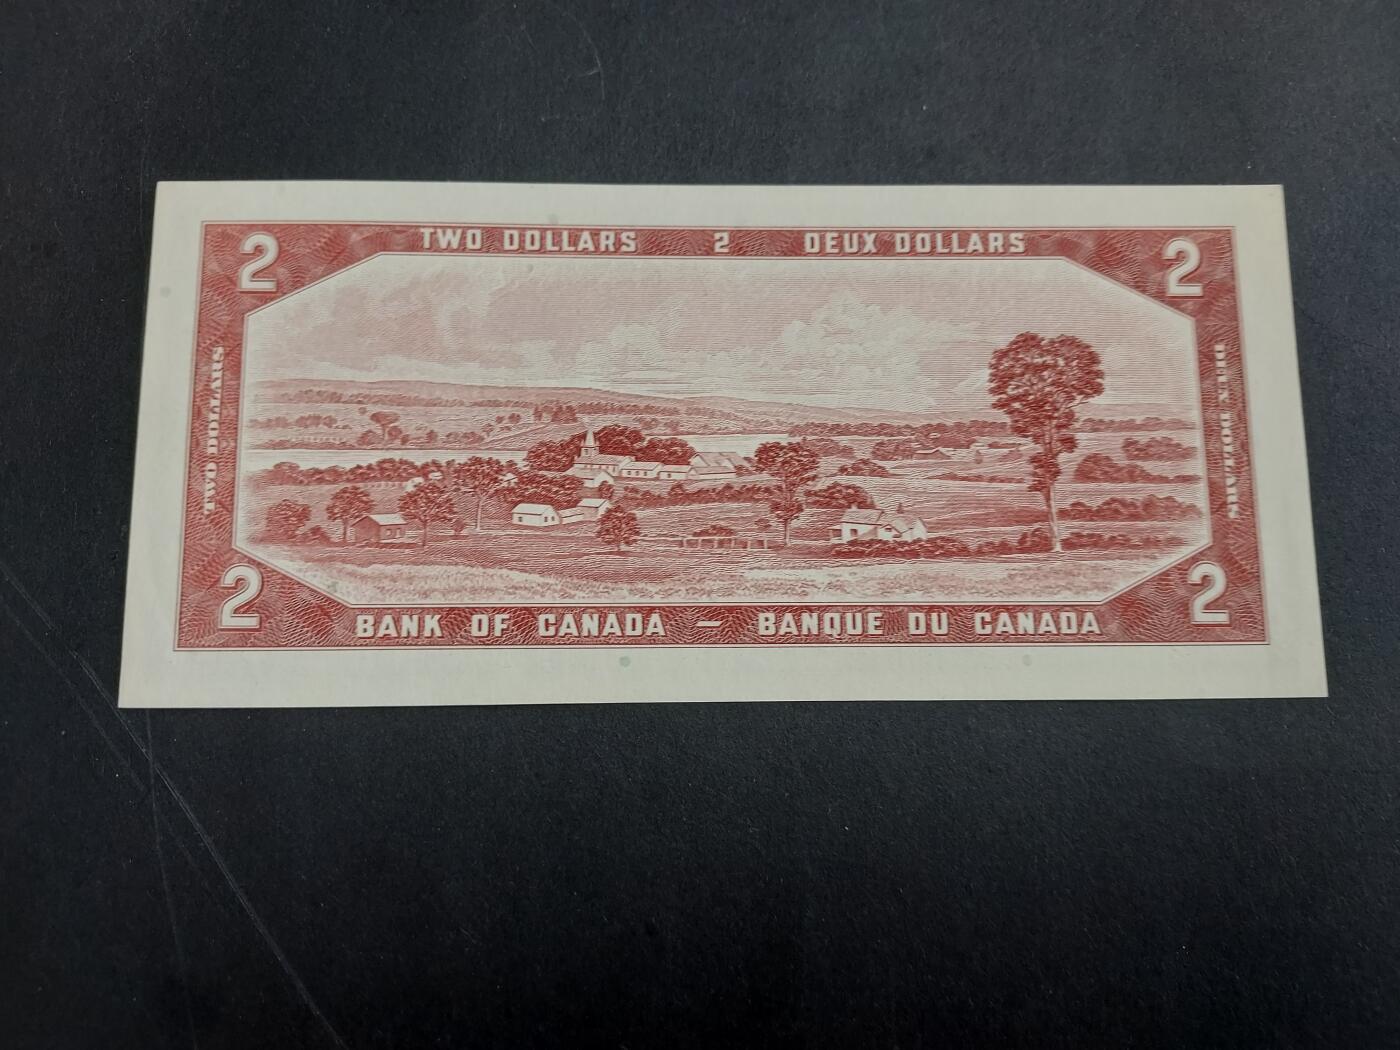 TWO DOLLARS 2 DEUX DOLLARS
2 2
TWO DOLLARS
DEUX DOLLARS
2 2
BANK OF CANADA – BANQUE DU CANADA